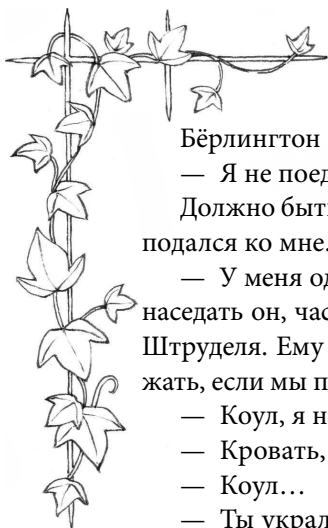 Бёрлингтон
— Я не поед
Должно быть
подался ко мне.
— У меня од
наседать он, час
Штруделя. Ему
жать, если мы п
— Коул, я н
— Кровать,
— Коул…
— Ты украл